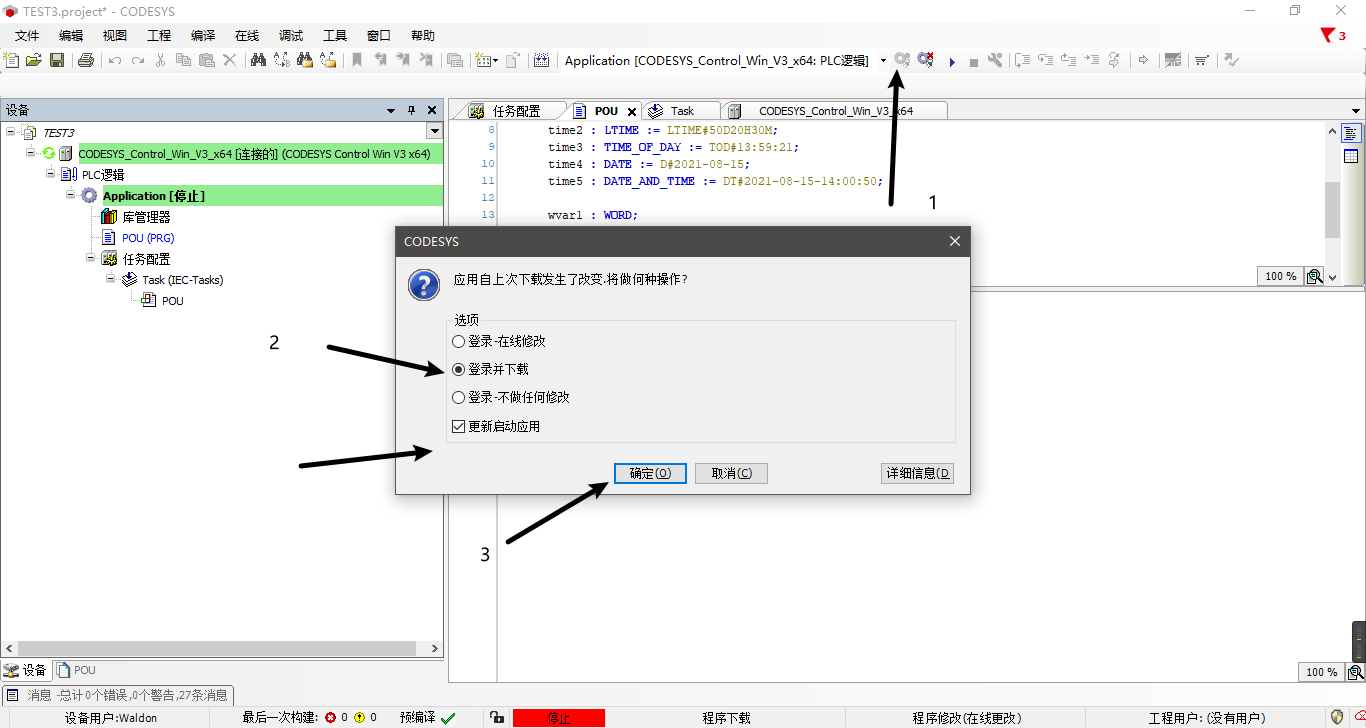 TEST3.project* - CODESYS
文件 编辑 视图 工程 编译 在线 调试 工具 窗口 帮助
3
Application [CODESYS_Control_Win_V3_x64: PLC逻辑]
设备
任务配置 POU Task CODESYS_Control_Win_V3_x64
TEST3
CODESYS_Control_Win_V3_x64 [连接的] (CODESYS Control Win V3 x64)
PLC逻辑
Application [停止]
库管理器
POU (PRG)
任务配置
Task (IEC-Tasks)
POU
8 time2 : LTIME := LTIME#50D20H30M;
9 time3 : TIME_OF_DAY := TOD#13:59:21;
10 time4 : DATE := D#2021-08-15;
11 time5 : DATE_AND_TIME := DT#2021-08-15-14:00:50;
12
13 wvar1 : WORD;
1
100 %
CODESYS
应用自上次下载发生了改变.将做何种操作?
选项
登录-在线修改
2
登录并下载
登录-不做任何修改
更新启动应用
确定(O) 取消(C) 详细信息(D
3
100 %
设备 POU
消息 -总计0个错误,0个警告,27条消息
设备用户:Waldon 最后一次构建: 0 0 预编译 停止 程序下载 程序修改(在线更改) 工程用户: (没有用户)